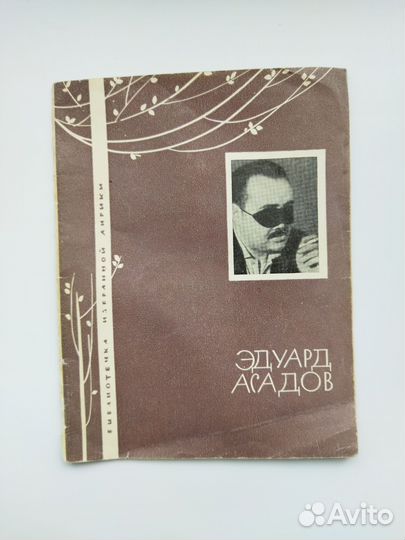 БИБЛИОТЕЧКА ИЗБРАННОЙ ЛИРИКИ
ЭДУАРД
АСАДОВ
Avito